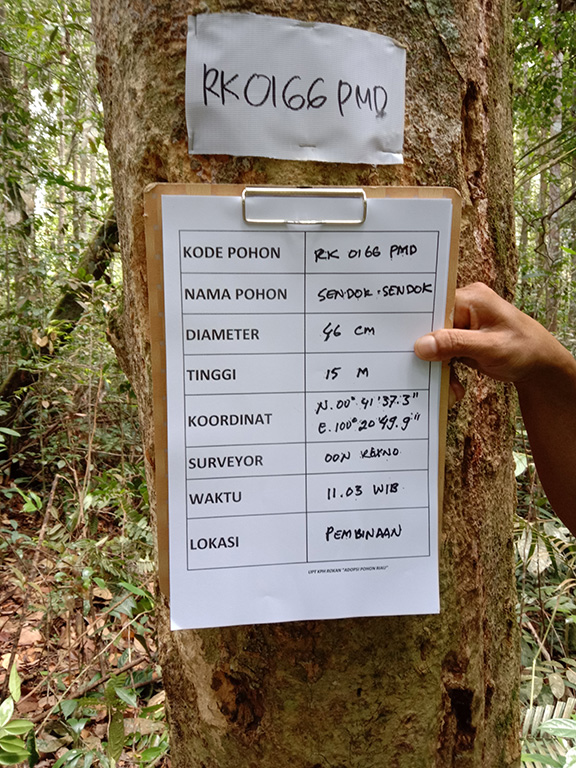 RK0166 PMD
KODE POHON RK 0166 PMD
NAMA POHON SENDOK-SENDOK
DIAMETER 46 cm
TINGGI 15 M
KOORDINAT N.00° 41'37.3"
E.100° 20'49.9"
SURVEYOR OON
WAKTU 11.03 WIB
LOKASI PEMBINAAN
UPT KPH ROKAN "ADOPSI POHON RIAU"